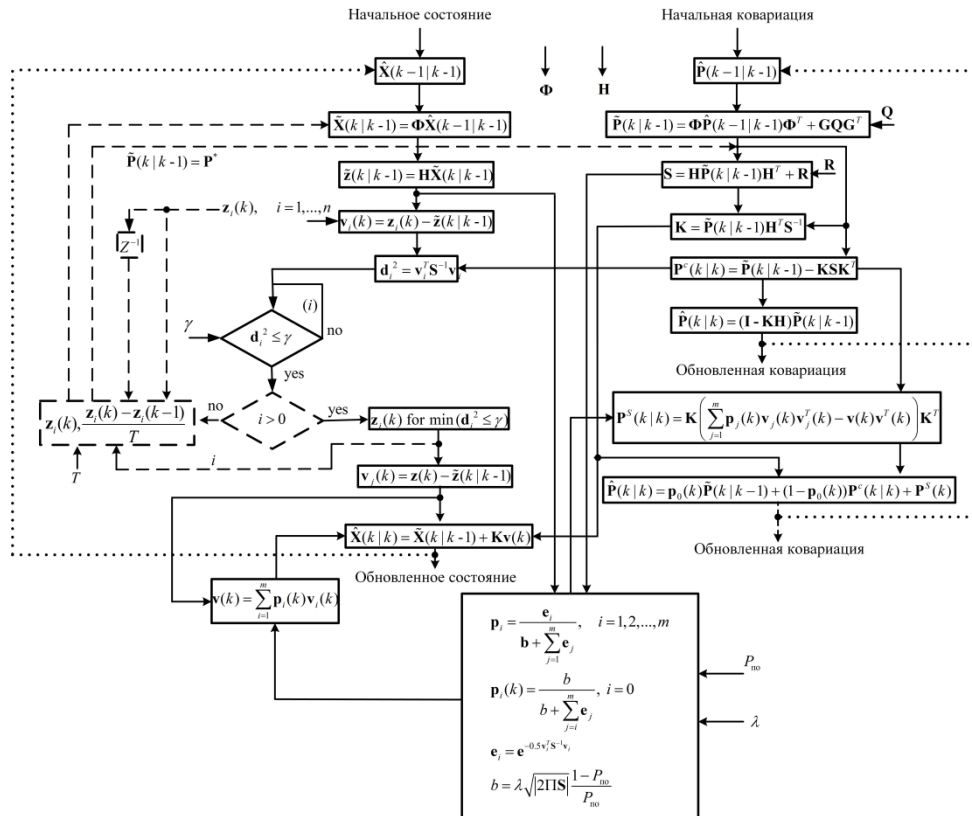 Начальное состояние
Начальная ковариация
X̂(k−1|k-1)
Φ
H
P̂(k−1|k-1)
X̃(k|k-1) = ΦX̂(k−1|k-1)
P̃(k|k-1) = ΦP̂(k−1|k-1)Φ^T + GQG^T
Q
P̃(k|k-1) = P^*
z̃(k|k-1) = HX̃(k|k-1)
S = HP̃(k|k-1)H^T + R
R
z_i(k), i=1,...,n
v_i(k) = z_i(k) − z̃(k|k-1)
K = P̃(k|k-1)H^T S^{-1}
Z^{-1}
d_i^2 = v_i^T S^{-1} v_i
P^c(k|k) = P̃(k|k-1) − KSK^T
(i)
γ
d_i^2 ≤ γ
no
P̂(k|k) = (I - KH)P̃(k|k-1)
yes
Обновленная ковариация
z_i(k), (z_i(k) − z_i(k−1))/T
no
i > 0
yes
z_i(k) for min(d_i^2 ≤ γ)
P^S(k|k) = K(∑_{j=1}^{m} p_j(k)v_j(k)v_j^T(k) − v(k)v^T(k))K^T
T
i
v_i(k) = z(k) − z̃(k|k-1)
P̂(k|k) = p_0(k)P̃(k|k−1) + (1−p_0(k))P^c(k|k) + P^S(k)
X̂(k|k) = X̃(k|k-1) + Kv(k)
Обновленная ковариация
Обновленное состояние
v(k) = ∑_{i=1}^{m} p_i(k)v_i(k)
p_i = e_i/(b + ∑_{j=1}^{m} e_j), i=1,2,...,m
P_по
p_i(k) = b/(b + ∑_{j=i}^{m} e_j), i=0
λ
e_i = e^{−0.5 v_i^T S^{-1} v_i}
b = λ√|2ΠS| (1−P_по)/P_по